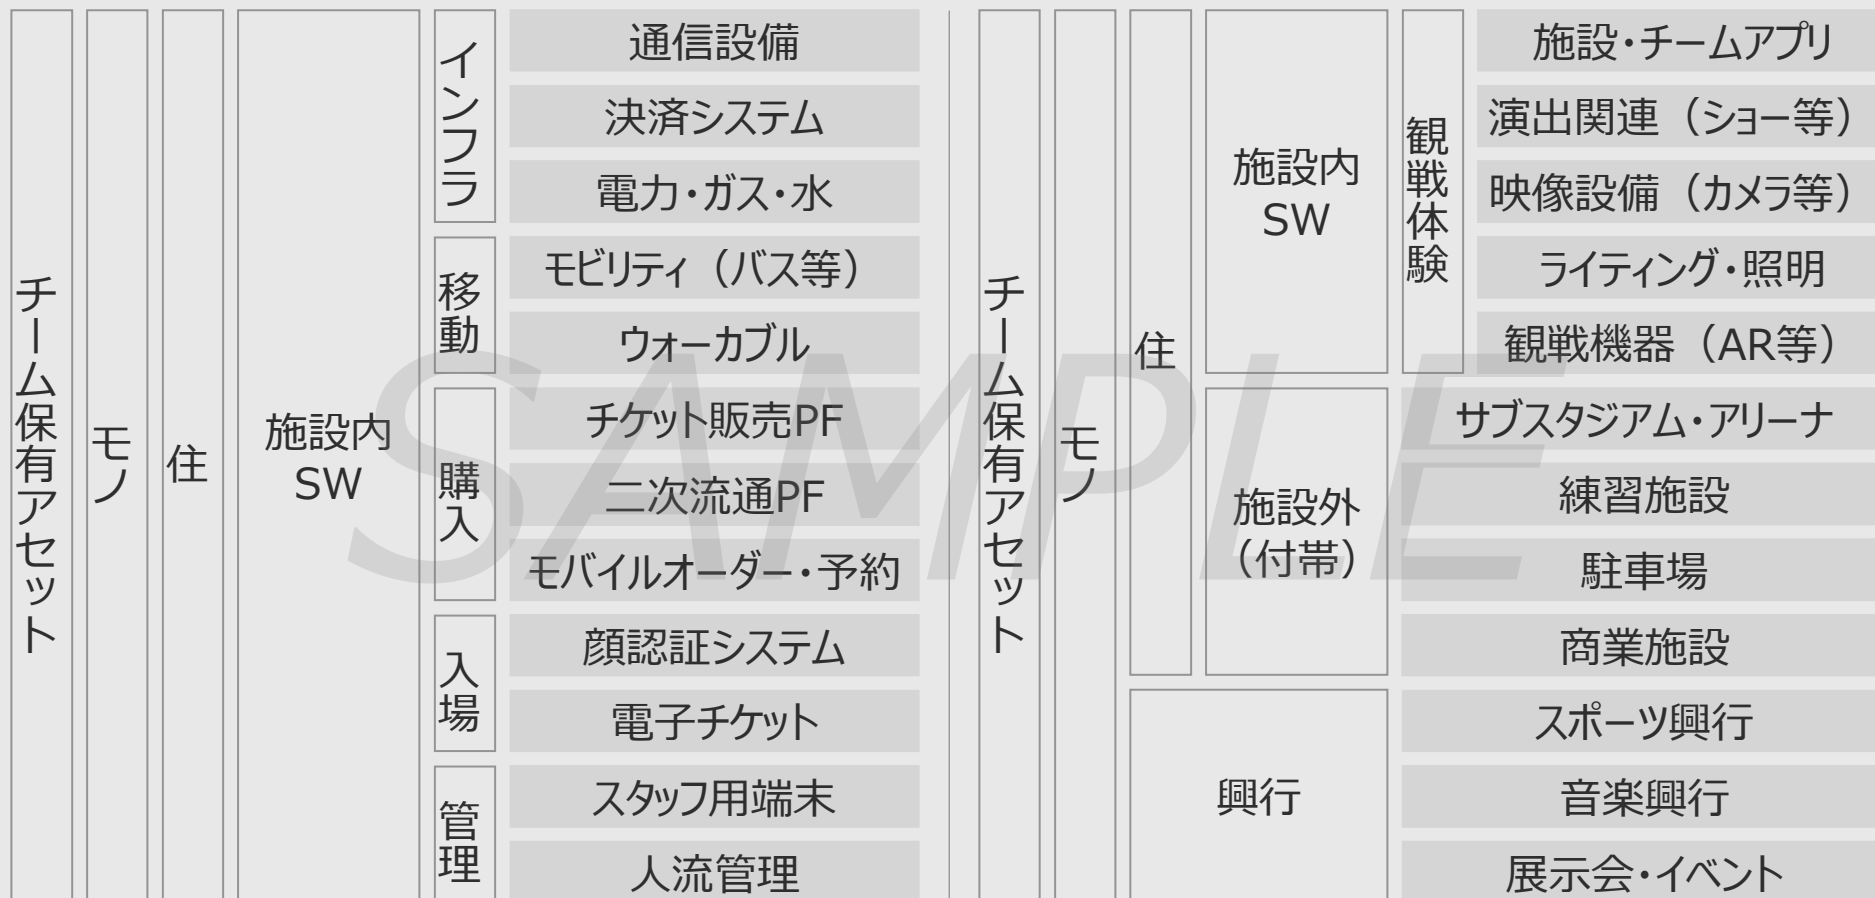 チーム保有アセット
モノ
住
施設内
SW
インフラ
通信設備
決済システム
電力・ガス・水
移動
モビリティ（バス等）
ウォーカブル
購入
チケット販売PF
二次流通PF
モバイルオーダー・予約
入場
顔認証システム
電子チケット
管理
スタッフ用端末
人流管理
チーム保有アセット
モノ
住
施設内
SW
観戦体験
施設・チームアプリ
演出関連（ショー等）
映像設備（カメラ等）
ライティング・照明
観戦機器（AR等）
施設外
（付帯）
サブスタジアム・アリーナ
練習施設
駐車場
商業施設
興行
スポーツ興行
音楽興行
展示会・イベント
SAMPLE